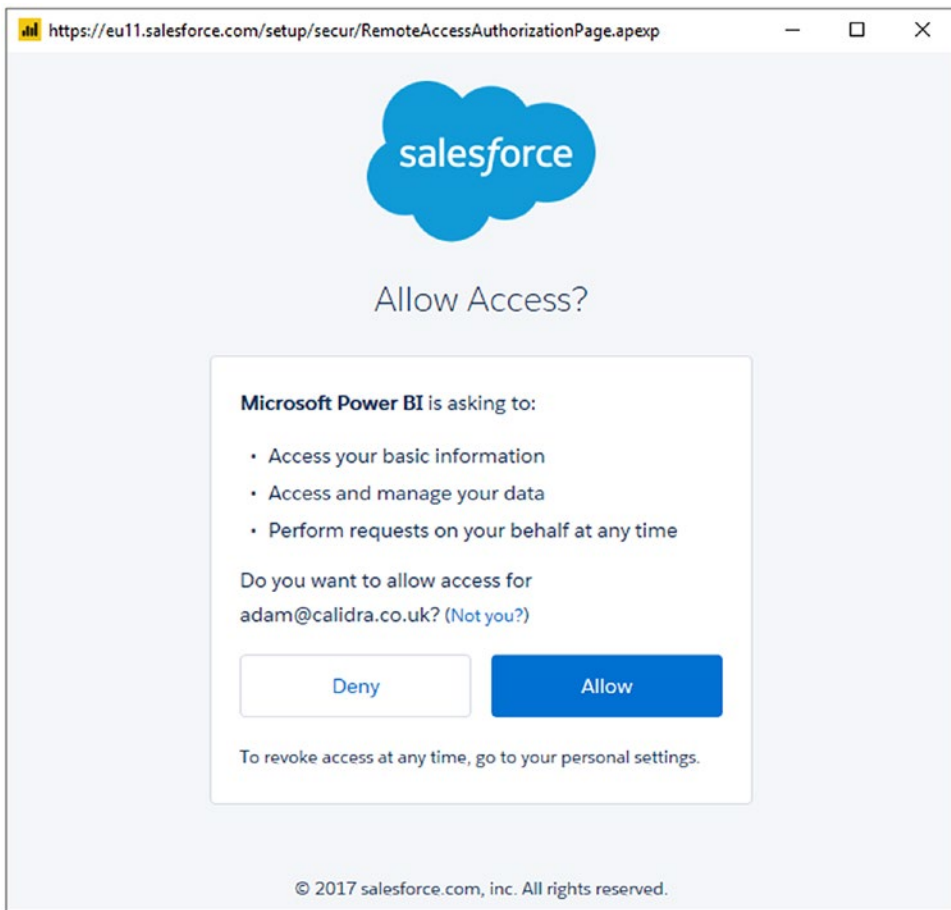 https://eu11.salesforce.com/setup/secur/RemoteAccessAuthorizationPage.apexp
salesforce
Allow Access?
Microsoft Power BI is asking to:
• Access your basic information
• Access and manage your data
• Perform requests on your behalf at any time
Do you want to allow access for
adam@calidra.co.uk? (Not you?)
Deny
Allow
To revoke access at any time, go to your personal settings.
© 2017 salesforce.com, inc. All rights reserved.